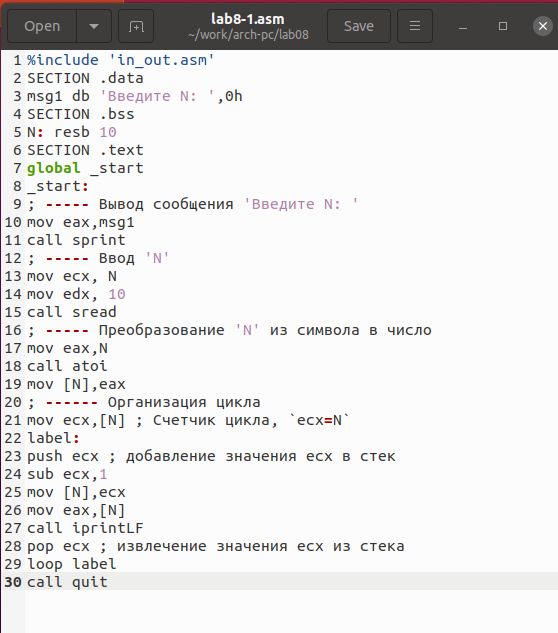 Open
lab8-1.asm
~/work/arch-pc/lab08
Save
1 %include 'in_out.asm'
2 SECTION .data
3 msg1 db 'Введите N: ',0h
4 SECTION .bss
5 N: resb 10
6 SECTION .text
7 global _start
8 _start:
9 ; ----- Вывод сообщения 'Введите N: '
10 mov eax,msg1
11 call sprint
12 ; ----- Ввод 'N'
13 mov ecx, N
14 mov edx, 10
15 call sread
16 ; ----- Преобразование 'N' из символа в число
17 mov eax,N
18 call atoi
19 mov [N],eax
20 ; ------ Организация цикла
21 mov ecx,[N] ; Счетчик цикла, `ecx=N`
22 label:
23 push ecx ; добавление значения ecx в стек
24 sub ecx,1
25 mov [N],ecx
26 mov eax,[N]
27 call iprintLF
28 pop ecx ; извлечение значения ecx из стека
29 loop label
30 call quit